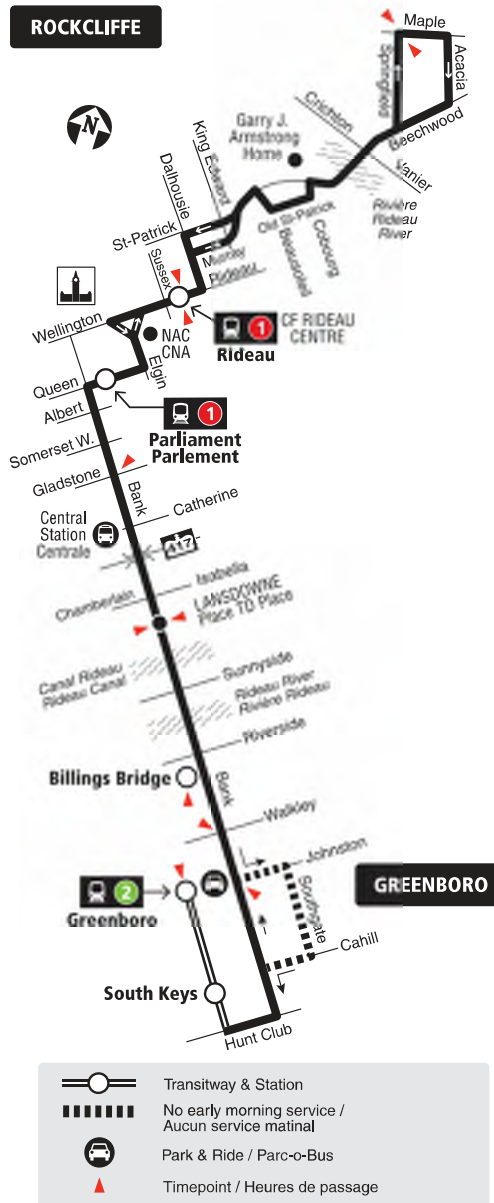 ROCKCLIFFE
N
Maple
Springfield
Acacia
Beechwood
Crichton
Vanier
Garry J.
Armstrong
Home
King Edward
Dalhousie
St-Patrick
Old St-Patrick
Rivière
Rideau
River
Cobourg
Beausoleil
Murray
Rideau
Sussex
Wellington
NAC
CNA
1
Rideau
CF RIDEAU
CENTRE
Elgin
Queen
Albert
1
Parliament
Parlement
Somerset W.
Gladstone
Bank
Catherine
Central
Station
Centrale
417
Isabella
Chamberlain
LANSDOWNE
Place TO Place
Canal Rideau
Rideau Canal
Sunnyside
Rideau River
Rivière Rideau
Riverside
Billings Bridge
Bank
Walkley
Johnston
2
Greenboro
GREENBORO
Southgate
Cahill
South Keys
Hunt Club
Transitway & Station
No early morning service /
Aucun service matinal
Park & Ride / Parc-o-Bus
Timepoint / Heures de passage